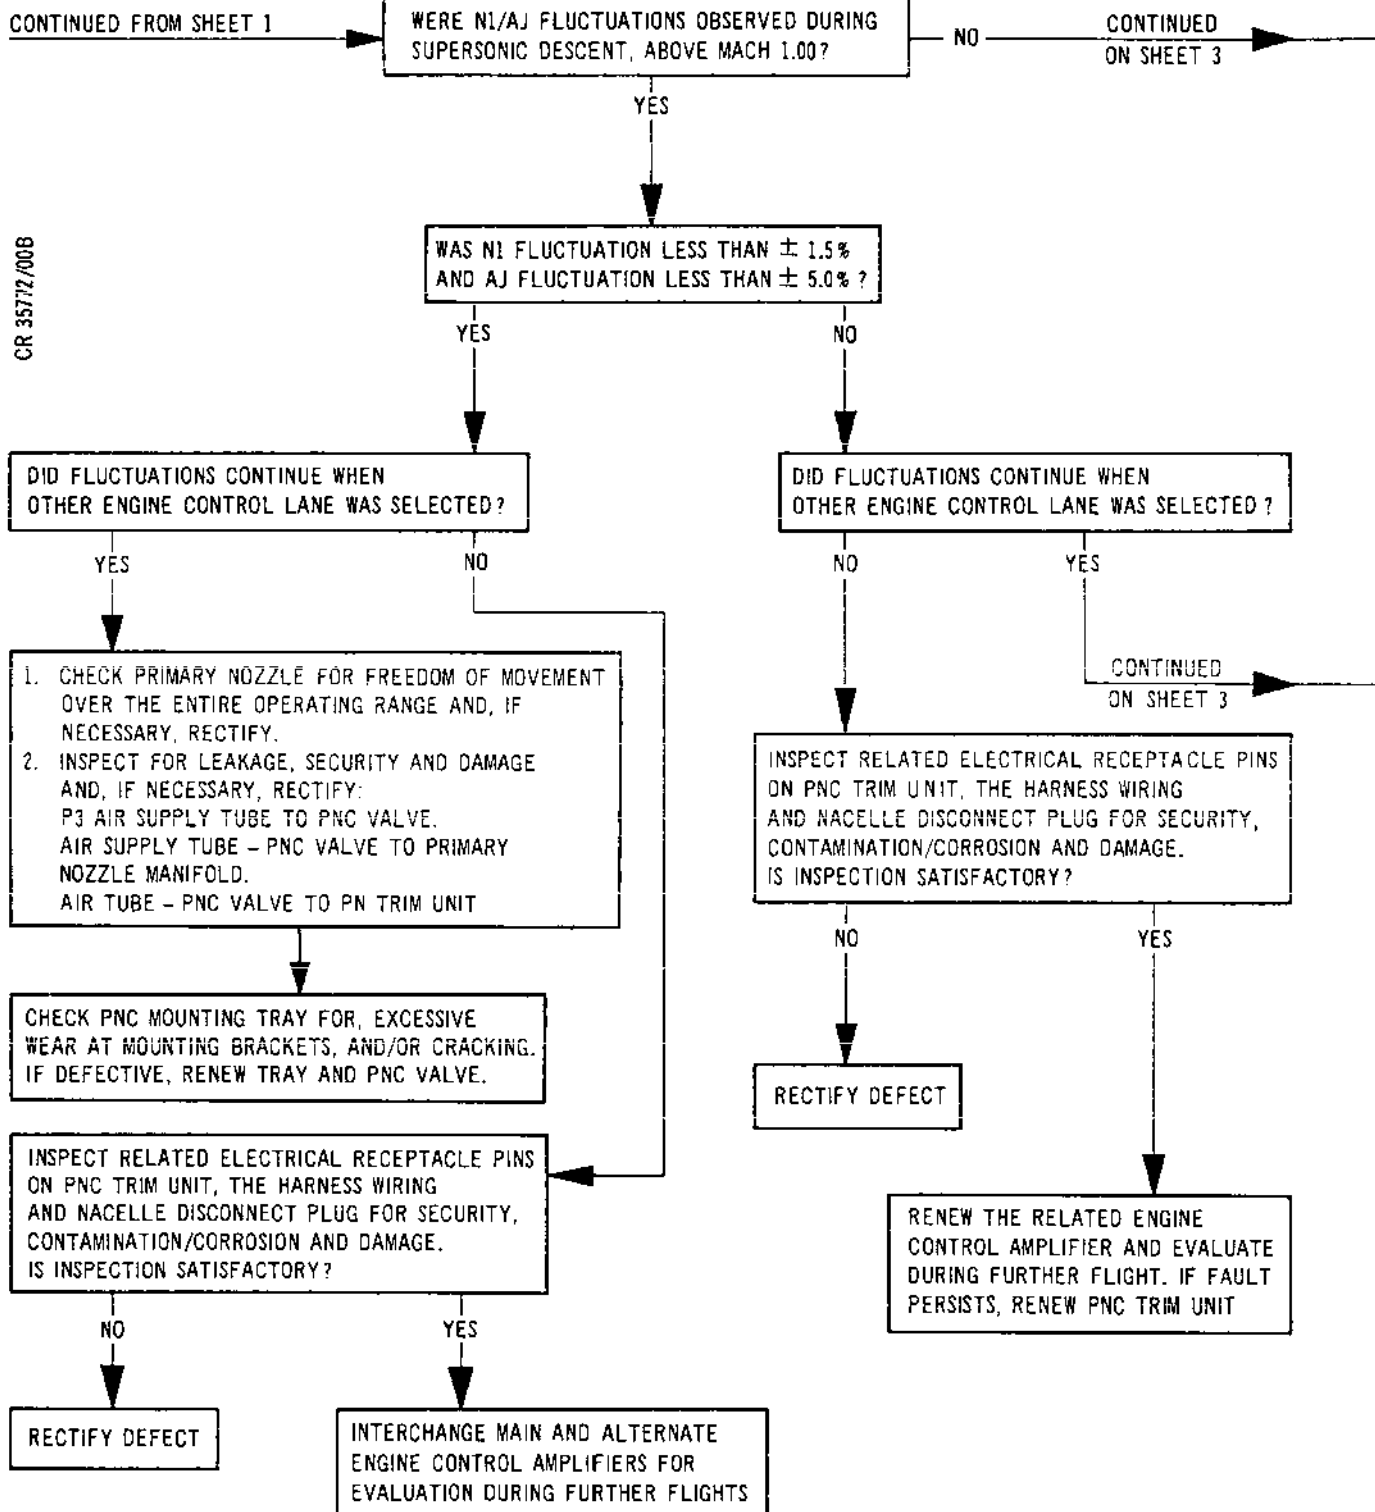 CONTINUED FROM SHEET 1
WERE N1/AJ FLUCTUATIONS OBSERVED DURING
SUPERSONIC DESCENT, ABOVE MACH 1.00?
NO
CONTINUED
ON SHEET 3
YES
CR 35772/00B
WAS N1 FLUCTUATION LESS THAN ± 1.5%
AND AJ FLUCTUATION LESS THAN ± 5.0% ?
YES
NO
DID FLUCTUATIONS CONTINUE WHEN
OTHER ENGINE CONTROL LANE WAS SELECTED?
DID FLUCTUATIONS CONTINUE WHEN
OTHER ENGINE CONTROL LANE WAS SELECTED?
YES
NO
NO
YES
CONTINUED
ON SHEET 3
1. CHECK PRIMARY NOZZLE FOR FREEDOM OF MOVEMENT
OVER THE ENTIRE OPERATING RANGE AND, IF
NECESSARY, RECTIFY.
2. INSPECT FOR LEAKAGE, SECURITY AND DAMAGE
AND, IF NECESSARY, RECTIFY:
P3 AIR SUPPLY TUBE TO PNC VALVE.
AIR SUPPLY TUBE – PNC VALVE TO PRIMARY
NOZZLE MANIFOLD.
AIR TUBE – PNC VALVE TO PN TRIM UNIT
INSPECT RELATED ELECTRICAL RECEPTACLE PINS
ON PNC TRIM UNIT, THE HARNESS WIRING
AND NACELLE DISCONNECT PLUG FOR SECURITY,
CONTAMINATION/CORROSION AND DAMAGE.
IS INSPECTION SATISFACTORY?
NO
YES
CHECK PNC MOUNTING TRAY FOR, EXCESSIVE
WEAR AT MOUNTING BRACKETS, AND/OR CRACKING.
IF DEFECTIVE, RENEW TRAY AND PNC VALVE.
RECTIFY DEFECT
INSPECT RELATED ELECTRICAL RECEPTACLE PINS
ON PNC TRIM UNIT, THE HARNESS WIRING
AND NACELLE DISCONNECT PLUG FOR SECURITY,
CONTAMINATION/CORROSION AND DAMAGE.
IS INSPECTION SATISFACTORY?
RENEW THE RELATED ENGINE
CONTROL AMPLIFIER AND EVALUATE
DURING FURTHER FLIGHT. IF FAULT
PERSISTS, RENEW PNC TRIM UNIT
NO
YES
RECTIFY DEFECT
INTERCHANGE MAIN AND ALTERNATE
ENGINE CONTROL AMPLIFIERS FOR
EVALUATION DURING FURTHER FLIGHTS